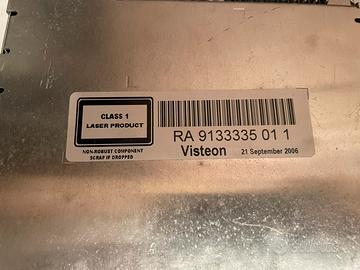 CLASS 1
LASER PRODUCT
NON-ROBUST COMPONENT
SCRAP IF DROPPED
RA 9133335 01 1
Visteon 21 September 2006